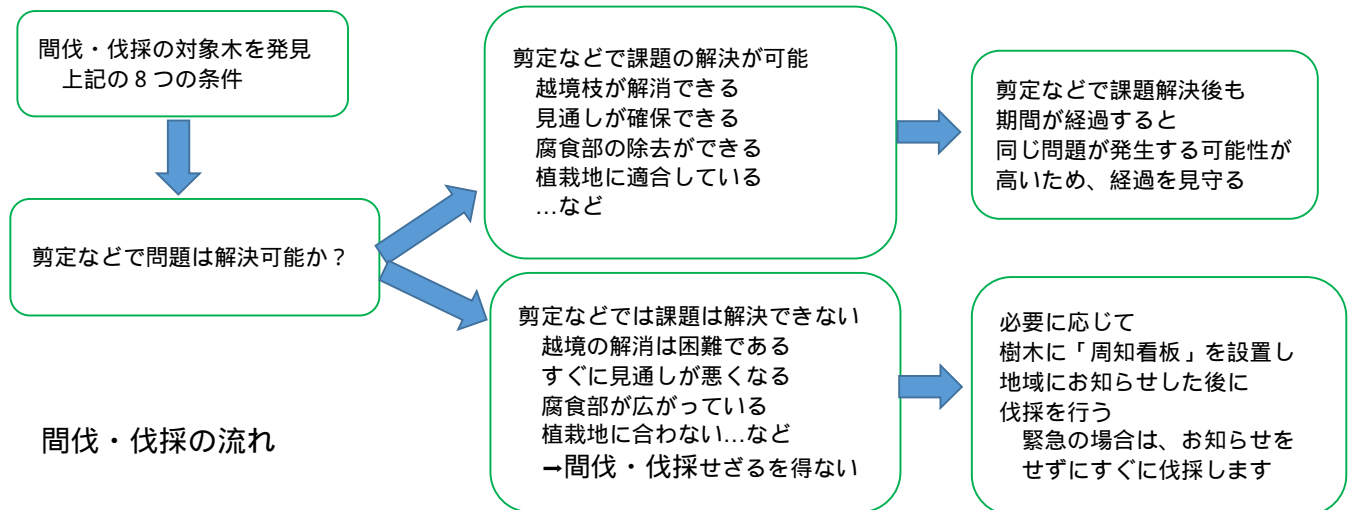 間伐・伐採の対象木を発見
上記の８つの条件
剪定などで問題は解決可能か？
剪定などで課題の解決が可能
越境枝が解消できる
見通しが確保できる
腐食部の除去ができる
植栽地に適合している
…など
剪定などで課題解決後も
期間が経過すると
同じ問題が発生する可能性が
高いため、経過を見守る
剪定などでは課題は解決できない
越境の解消は困難である
すぐに見通しが悪くなる
腐食部が広がっている
植栽地に合わない…など
➡間伐・伐採せざるを得ない
必要に応じて
樹木に「周知看板」を設置し
地域にお知らせした後に
伐採を行う
緊急の場合は、お知らせを
せずにすぐに伐採します
間伐・伐採の流れ